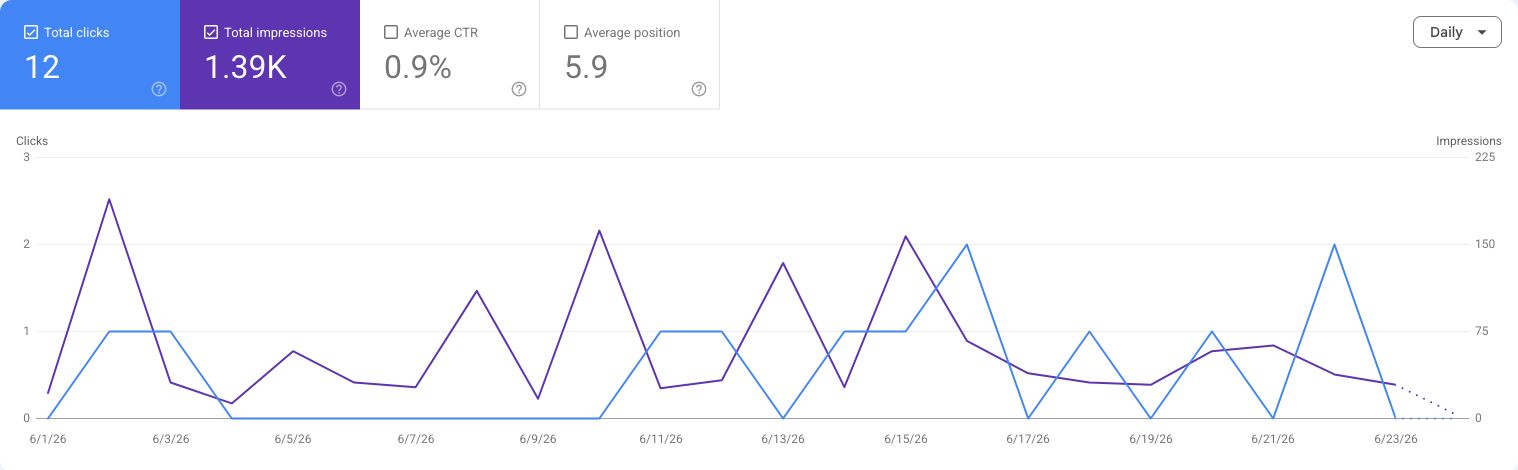 Total clicks
12
Total impressions
1.39K
Average CTR
0.9%
Average position
5.9
Daily
Clicks
Impressions
3
225
2
150
1
75
0
0
6/1/26 6/3/26 6/5/26 6/7/26 6/9/26 6/11/26 6/13/26 6/15/26 6/17/26 6/19/26 6/21/26 6/23/26